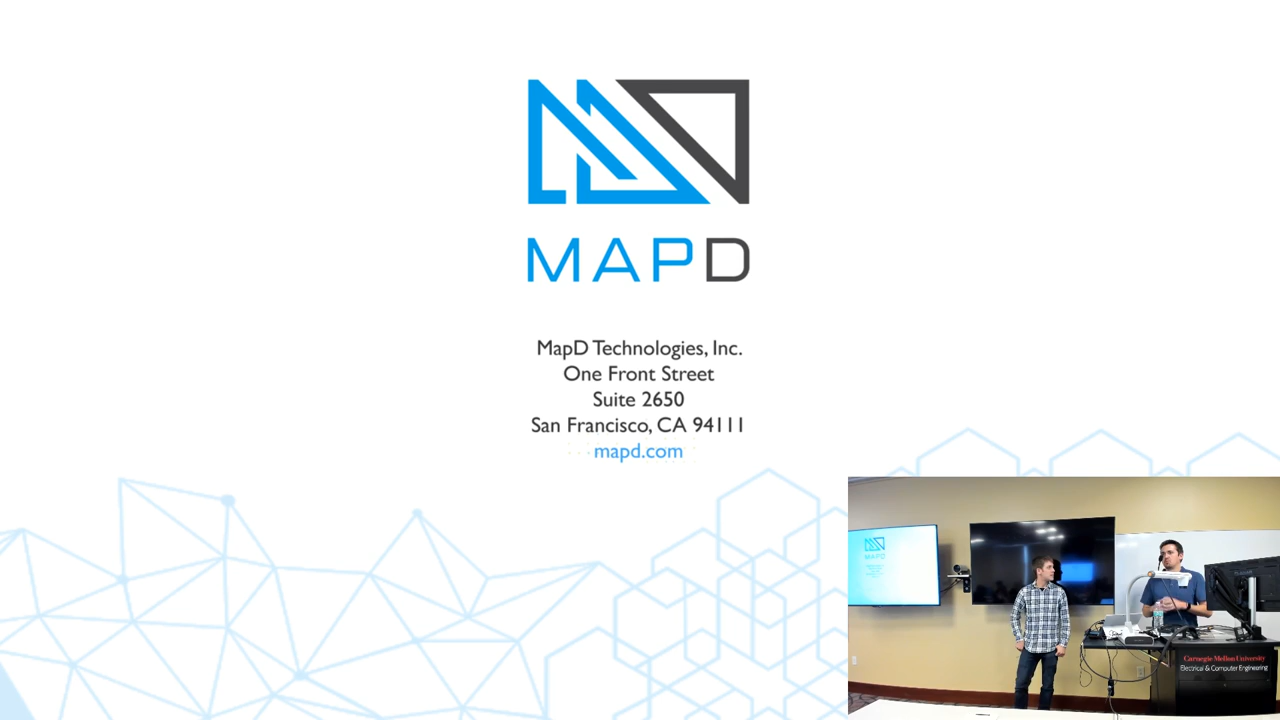 MAPD
MapD Technologies, Inc.
One Front Street
Suite 2650
San Francisco, CA 94111
mapd.com
MAPD
Carnegie Mellon University
Electrical & Computer Engineering